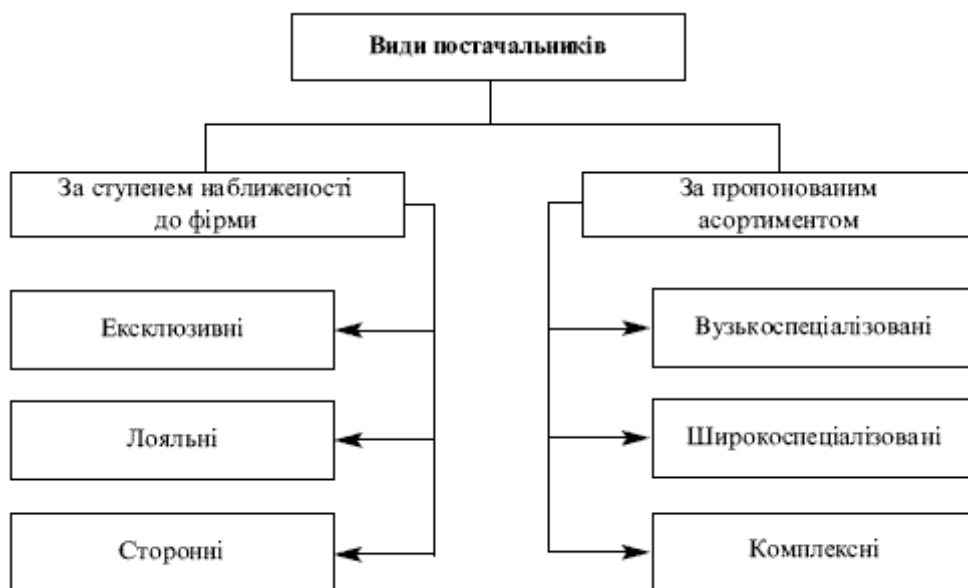 Види постачальників
За ступенем наближеності
до фірми
За пропонованим
асортиментом
Ексклюзивні
Вузькоспеціалізовані
Лояльні
Широкоспеціалізовані
Сторонні
Комплексні